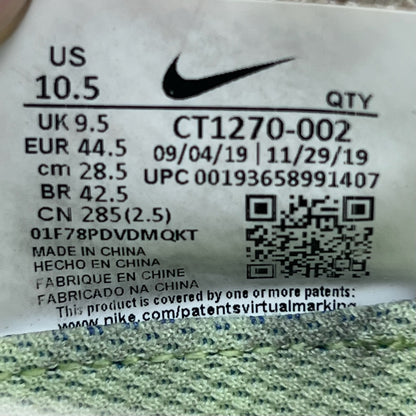 US
10.5
QTY
UK 9.5
CT1270-002
EUR 44.5
09/04/19 | 11/29/19
cm 28.5
UPC 00193658991407
BR 42.5
CN 285(2.5)
01F78PDVDMQKT
MADE IN CHINA
HECHO EN CHINA
FABRIQUE EN CHINE
FABRICADO NA CHINA
This product is covered by one or more patents:
www.nike.com/patentsvirtualmarking